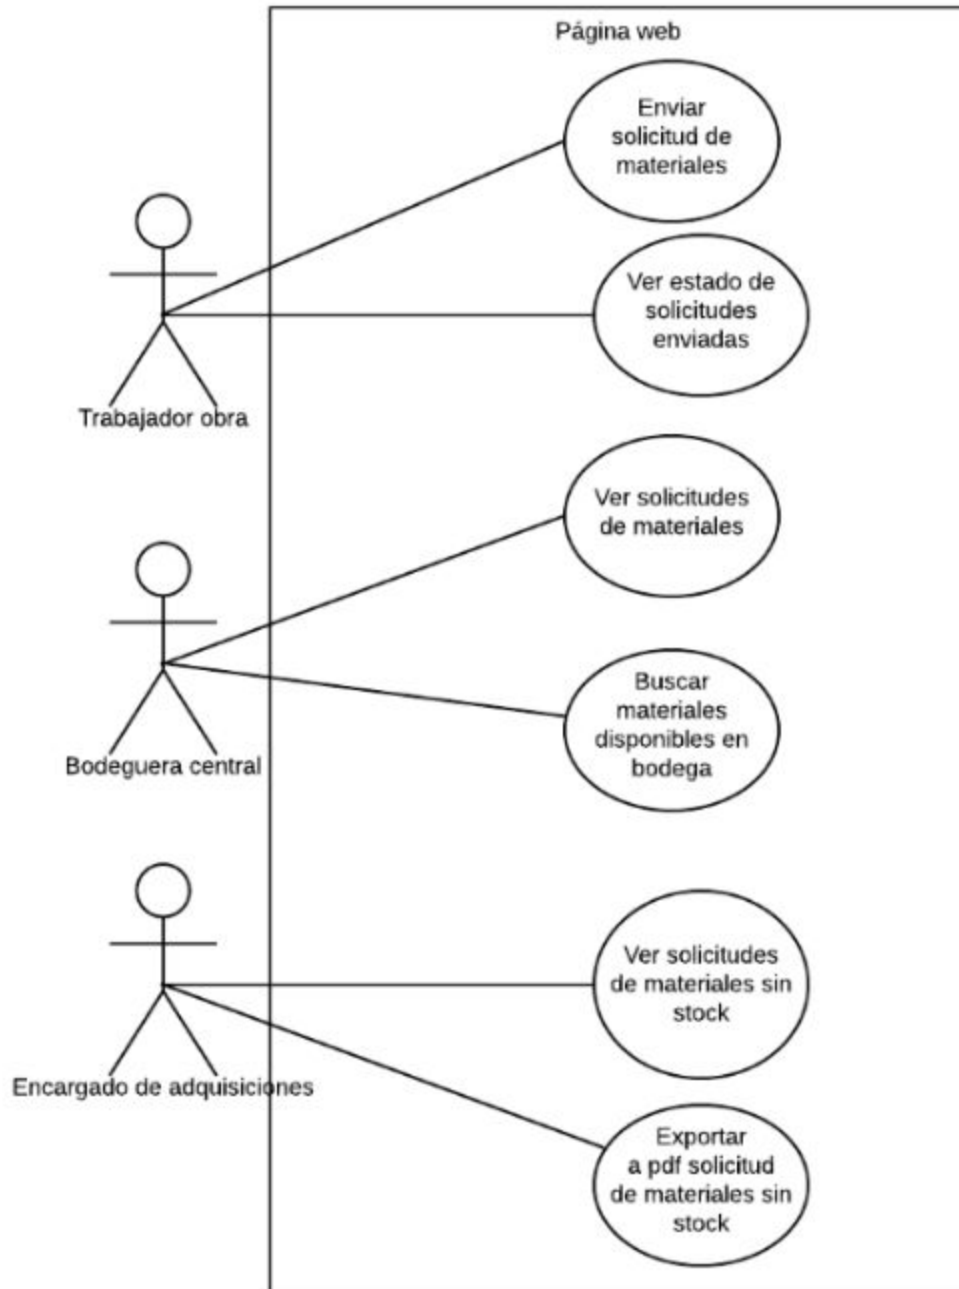 Página web
Enviar
solicitud de
materiales
Ver estado de
solicitudes
enviadas
Trabajador obra
Ver solicitudes
de materiales
Buscar
materiales
disponibles en
bodega
Bodeguera central
Ver solicitudes
de materiales sin
stock
Encargado de adquisiciones
Exportar
a pdf solicitud
de materiales sin
stock